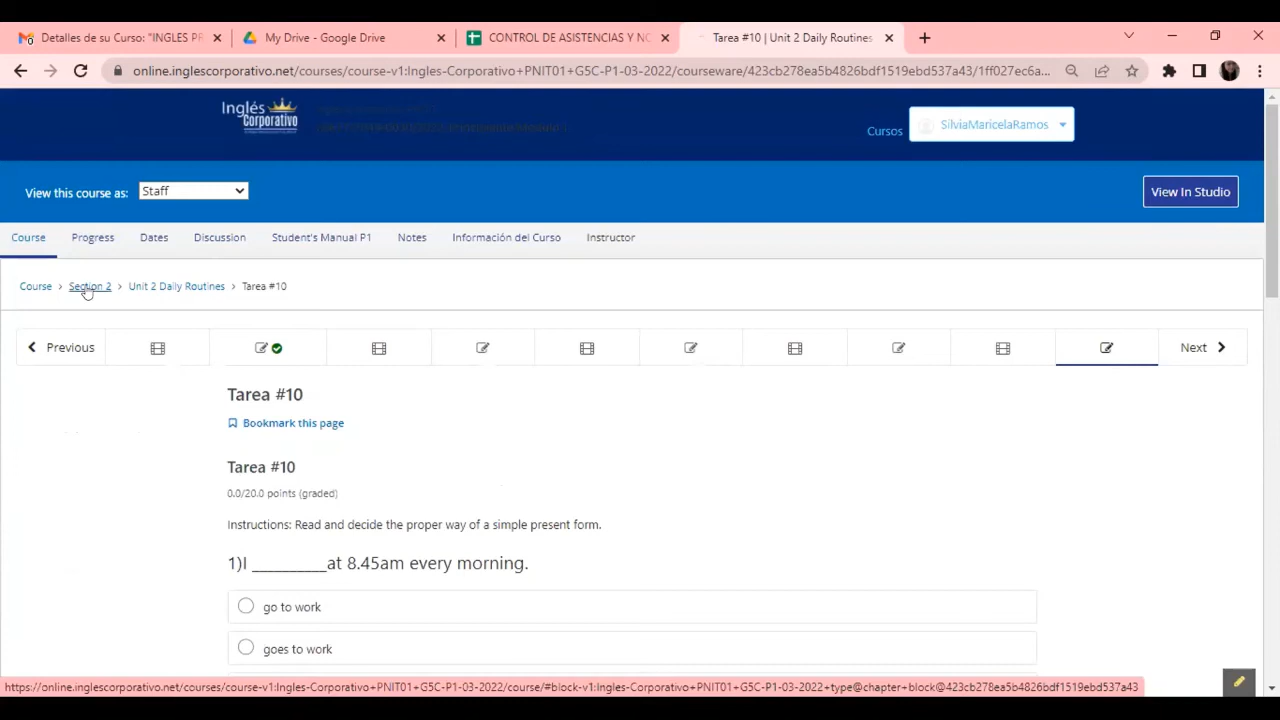 Detalles de su Curso: "INGLES PR
My Drive - Google Drive
CONTROL DE ASISTENCIAS Y NO
Tarea #10 | Unit 2 Daily Routines
online.inglescorporativo.net/courses/course-v1:Ingles-Corporativo+PNIT01+G5C-P1-03-2022/courseware/423cb278ea5b4826bdf1519ebd537a43/1ff027ec6a...
Inglés
Corporativo
Cursos
SilviaMaricelaRamos
View this course as:
Staff
View In Studio
Course
Progress
Dates
Discussion
Student's Manual P1
Notes
Información del Curso
Instructor
Course > Section 2 > Unit 2 Daily Routines > Tarea #10
Previous
Next
Tarea #10
Bookmark this page
Tarea #10
0.0/20.0 points (graded)
Instructions: Read and decide the proper way of a simple present form.
1)I __________at 8.45am every morning.
go to work
goes to work
https://online.inglescorporativo.net/courses/course-v1:Ingles-Corporativo+PNIT01+G5C-P1-03-2022/course/#block-v1:Ingles-Corporativo+PNIT01+G5C-P1-03-2022+type@chapter+block@423cb278ea5b4826bdf1519ebd537a43